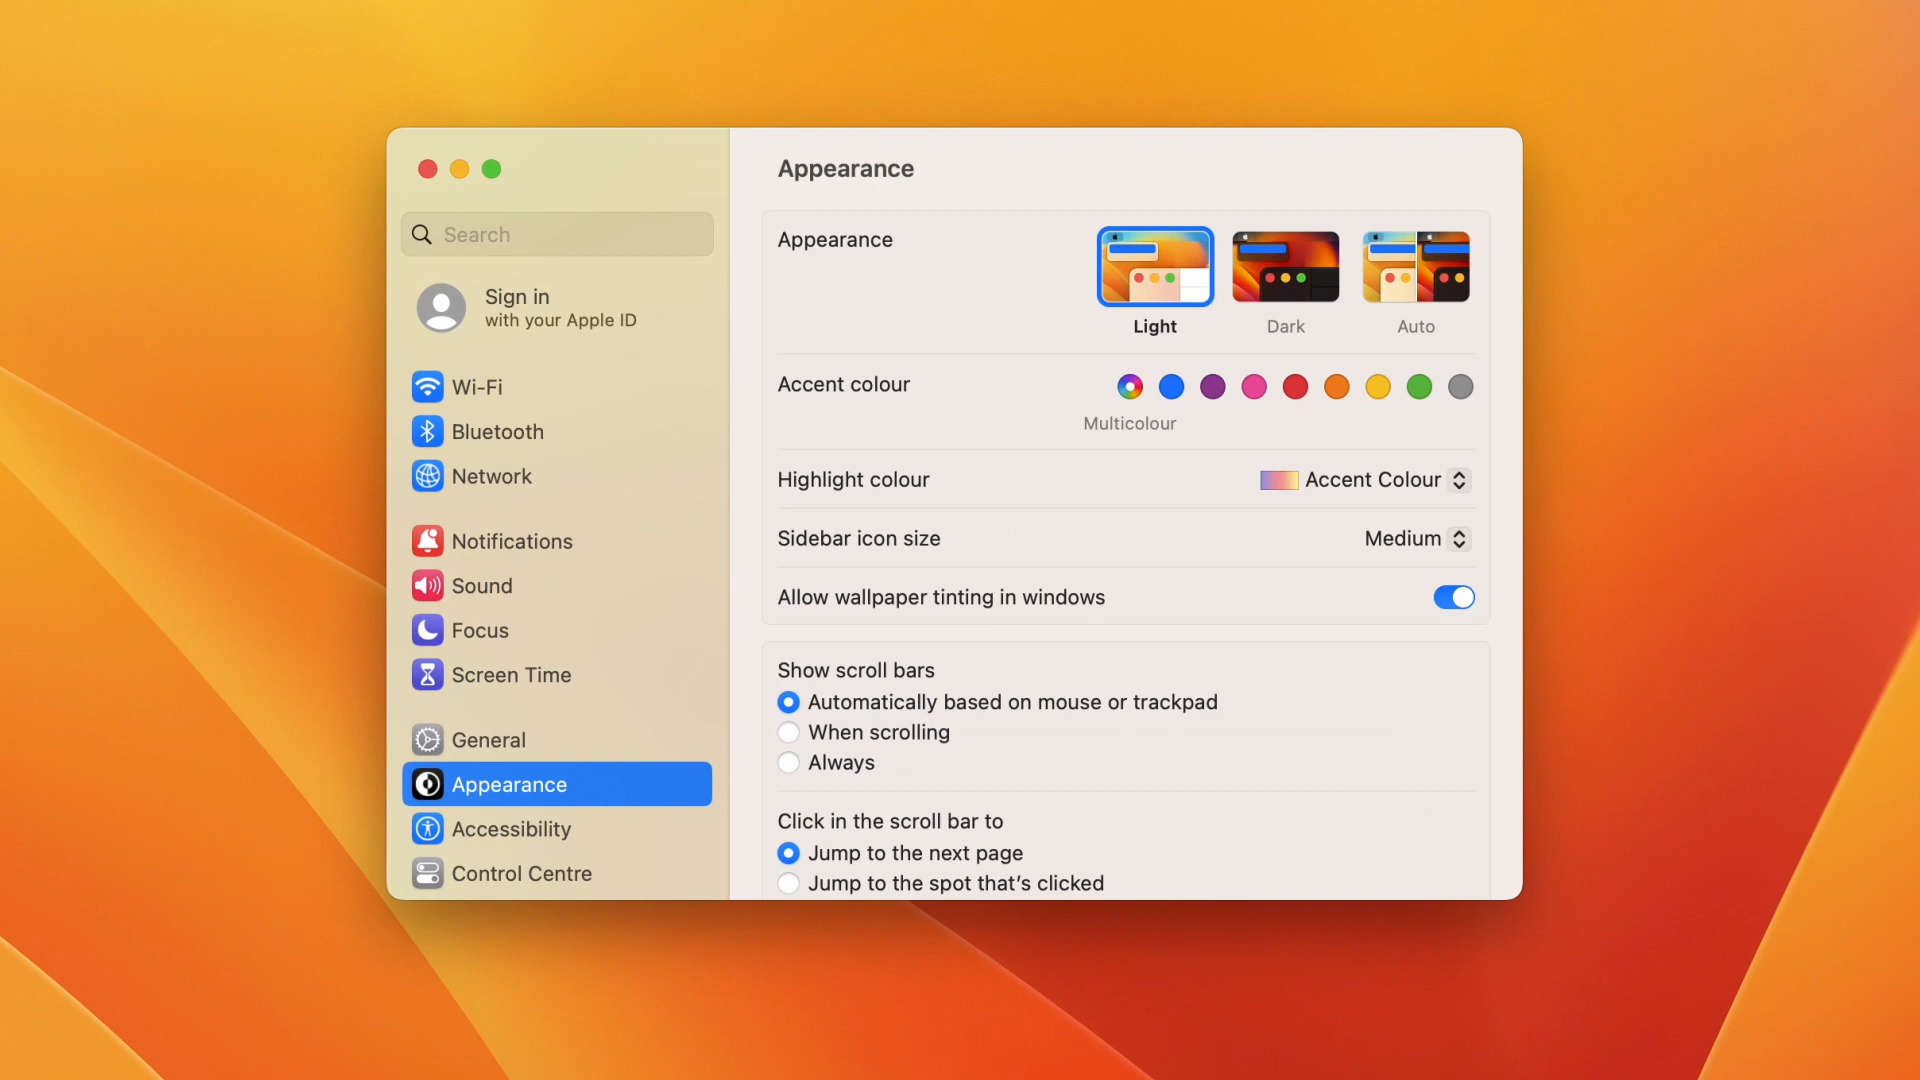 Appearance
Search
Sign in
with your Apple ID
Wi-Fi
Bluetooth
Network
Notifications
Sound
Focus
Screen Time
General
Appearance
Accessibility
Control Centre
Appearance
Light
Dark
Auto
Accent colour
Multicolour
Highlight colour
Accent Colour
Sidebar icon size
Medium
Allow wallpaper tinting in windows
Show scroll bars
Automatically based on mouse or trackpad
When scrolling
Always
Click in the scroll bar to
Jump to the next page
Jump to the spot that’s clicked